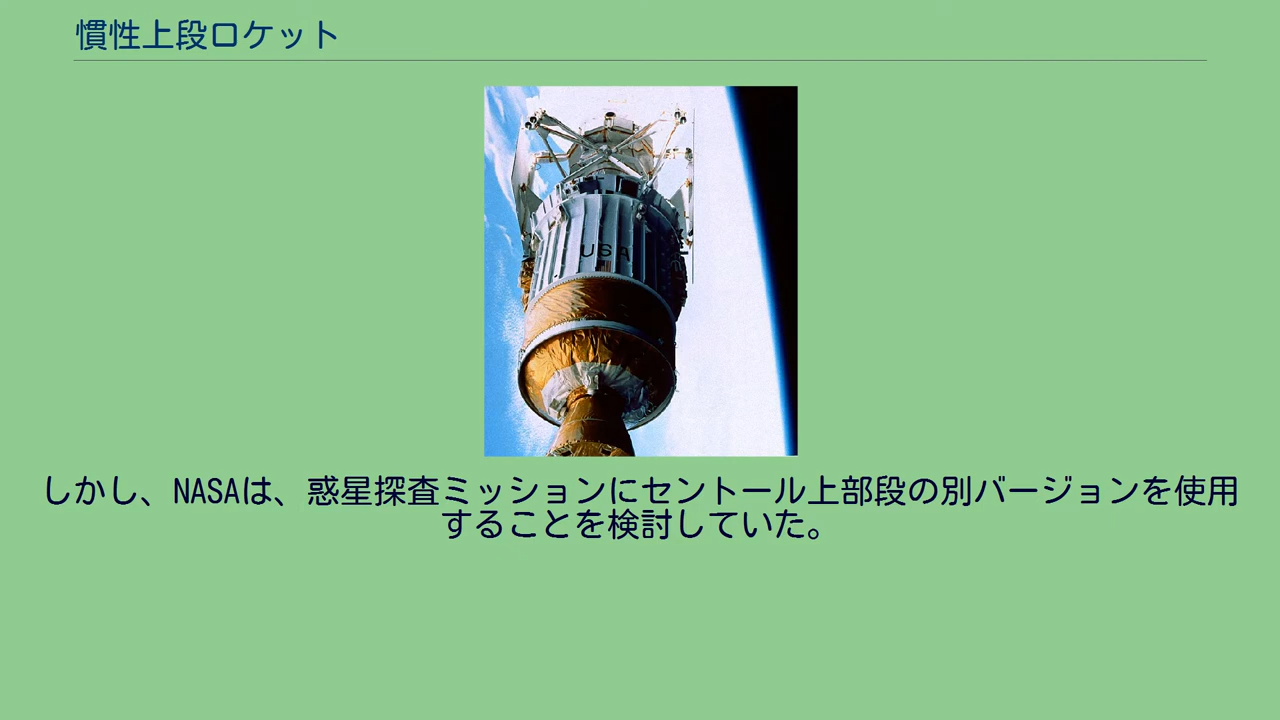 慣性上段ロケット
USA
しかし、NASAは、惑星探査ミッションにセントール上部段の別バージョンを使用
することを検討していた。